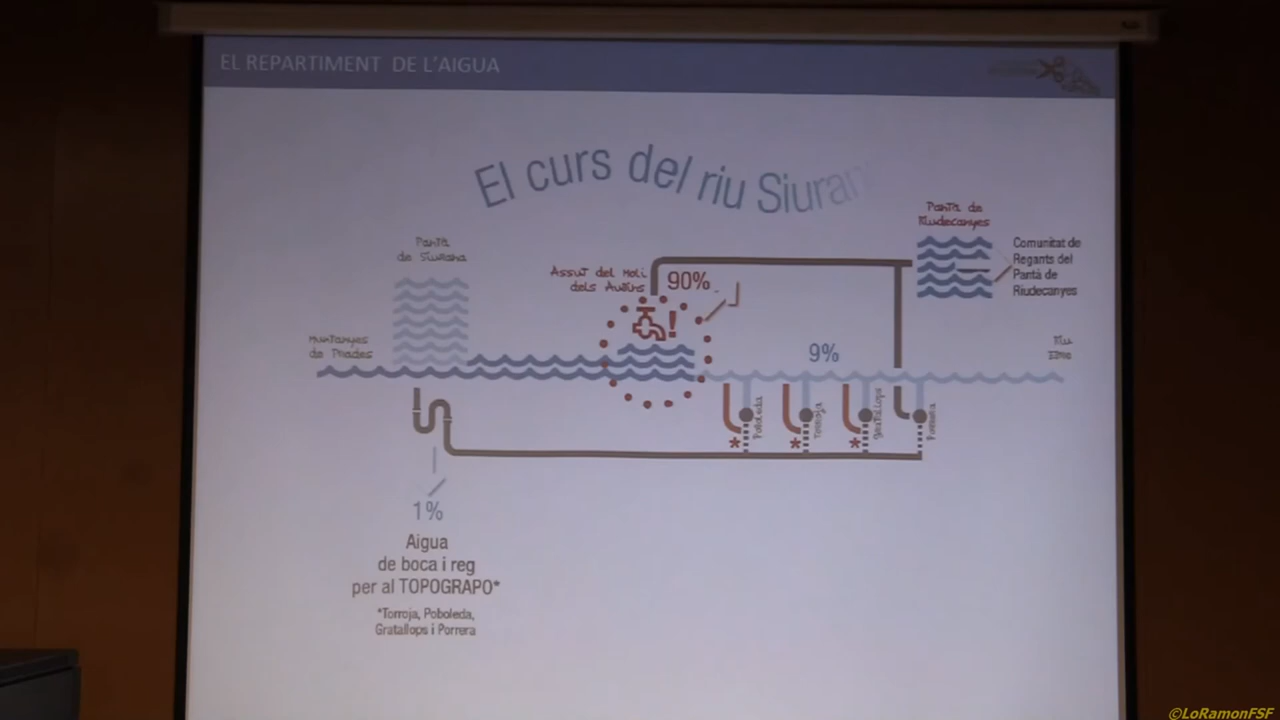 EL REPARTIMENT DE L'AIGUA
El curs del riu Siurana
Pantà de
Riudecanyes
Comunitat de
Regants del
Pantà de
Riudecanyes
Pantà
de Siurana
Assut del Molí
dels Avellans
90%
!
Muntanyes
de Prades
9%
Riu
Poboleda
Torroja
Gratallops
Porrera
*
*
*
1%
Aigua
de boca i reg
per al TOPOGRAPO*
*Torroja, Poboleda,
Gratallops i Porrera
©LoRamonFSF